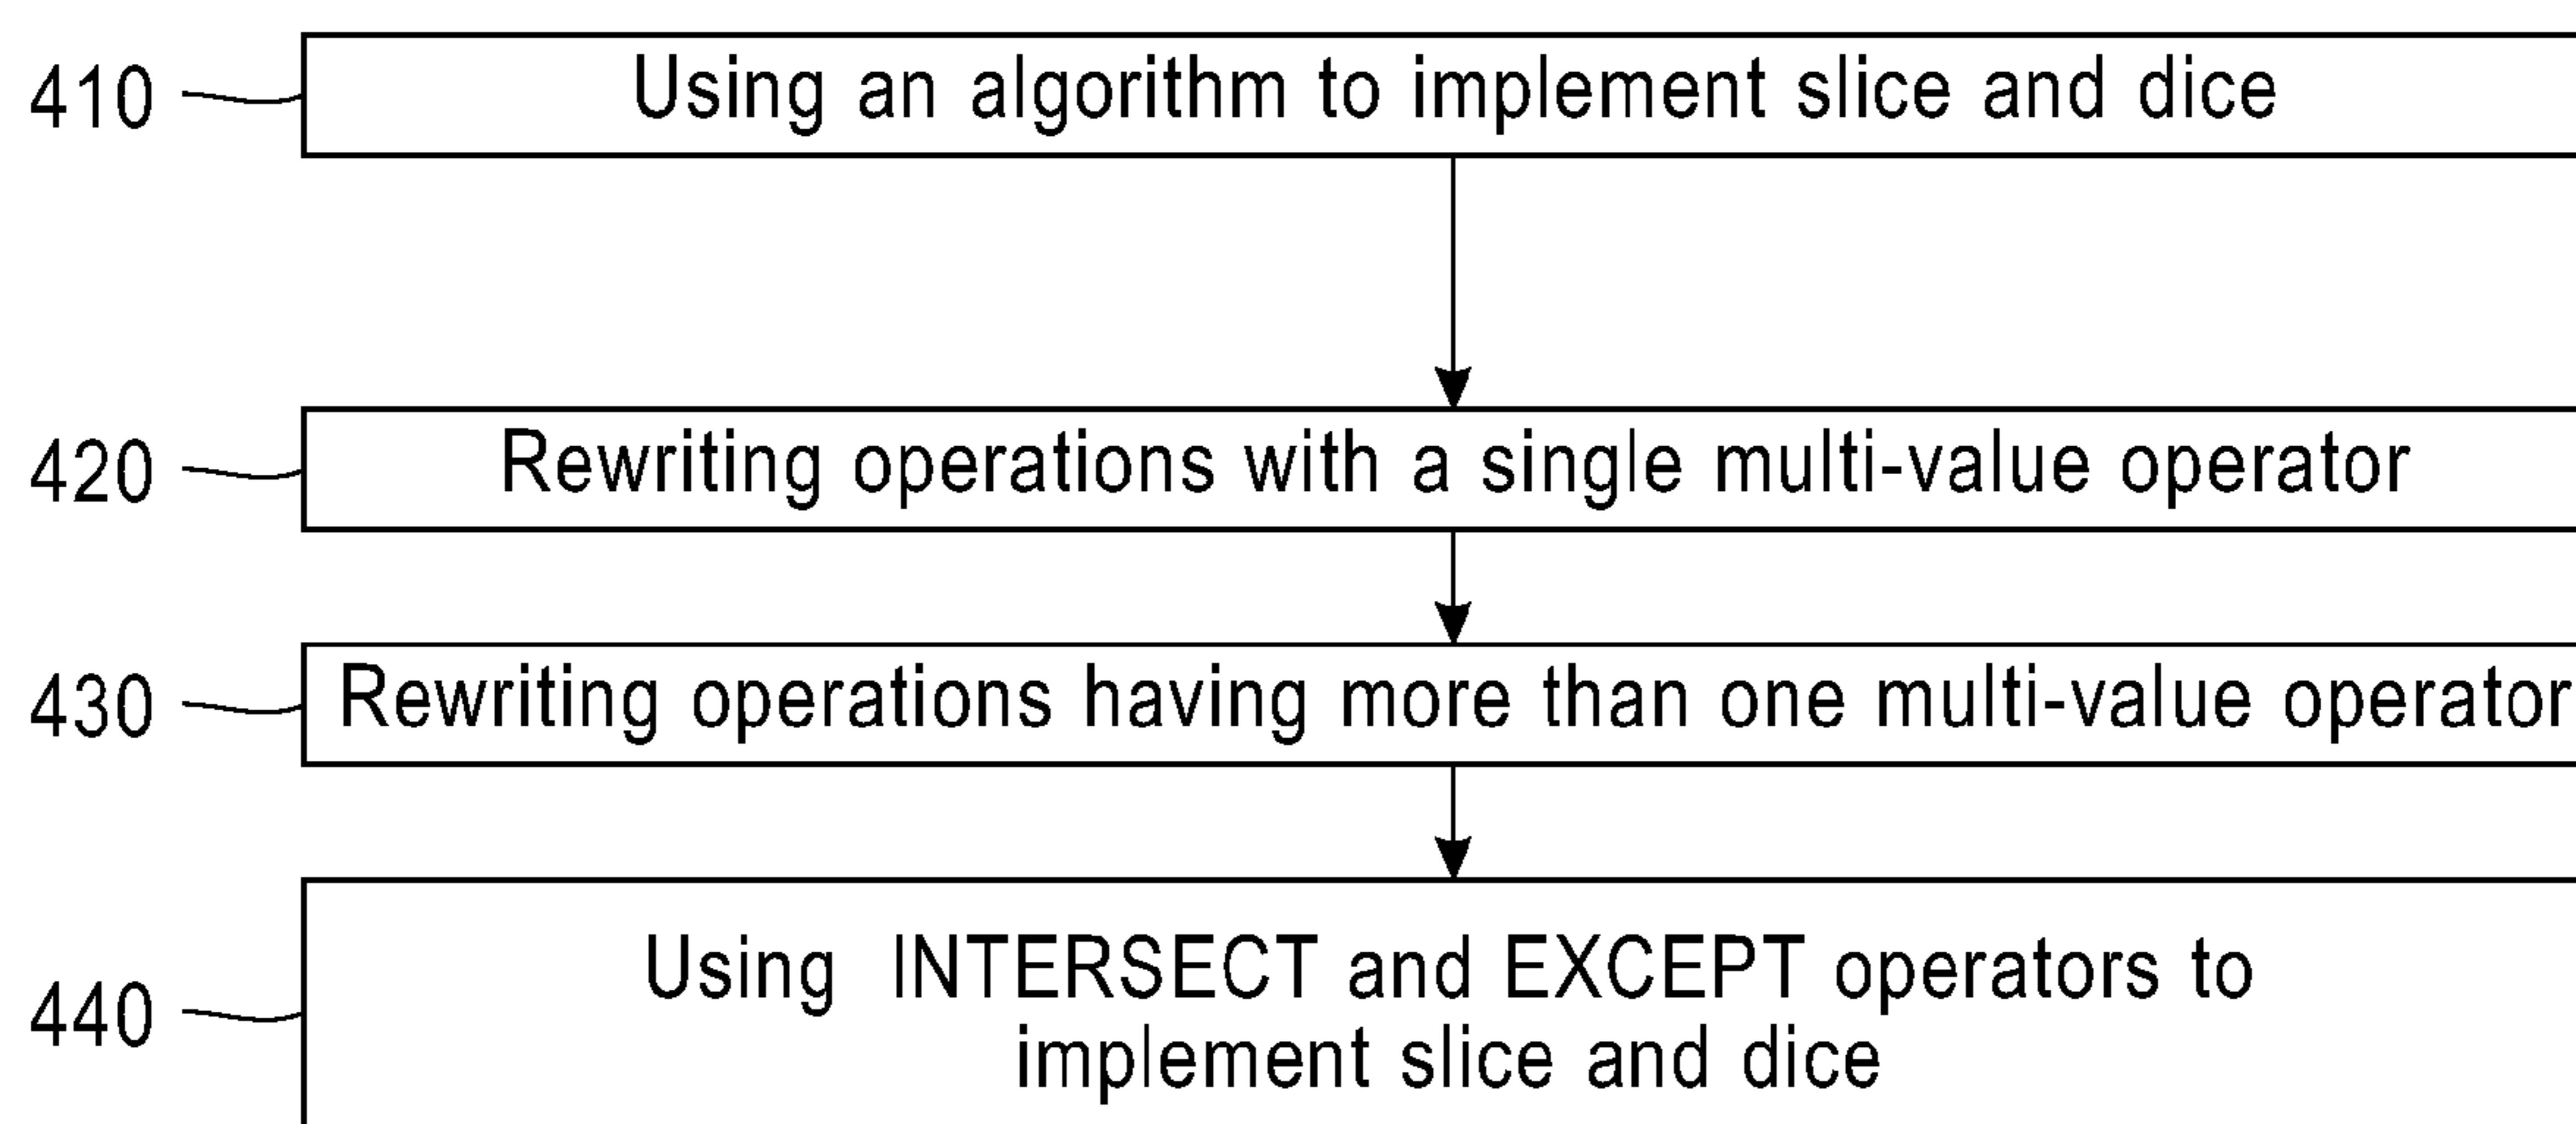 410 Using an algorithm to implement slice and dice
420 Rewriting operations with a single multi-value operator
430 Rewriting operations having more than one multi-value operator
440 Using INTERSECT and EXCEPT operators to
implement slice and dice